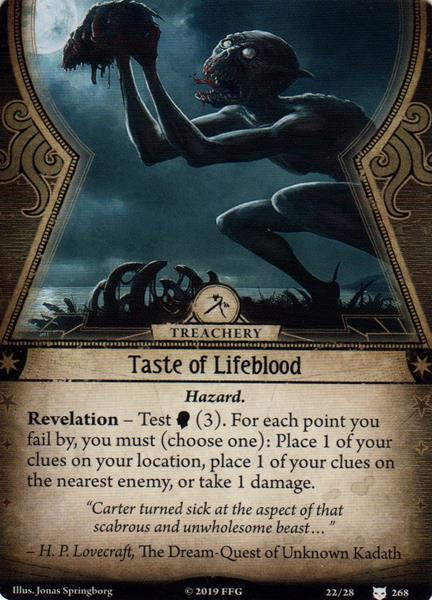 TREACHERY
Taste of Lifeblood
Hazard.
Revelation – Test (3). For each point you
fail by, you must (choose one): Place 1 of your
clues on your location, place 1 of your clues on
the nearest enemy, or take 1 damage.
“Carter turned sick at the aspect of that
scabrous and unwholesome beast…”
– H. P. Lovecraft, The Dream-Quest of Unknown Kadath
Illus. Jonas Springborg © 2019 FFG 22/28 268